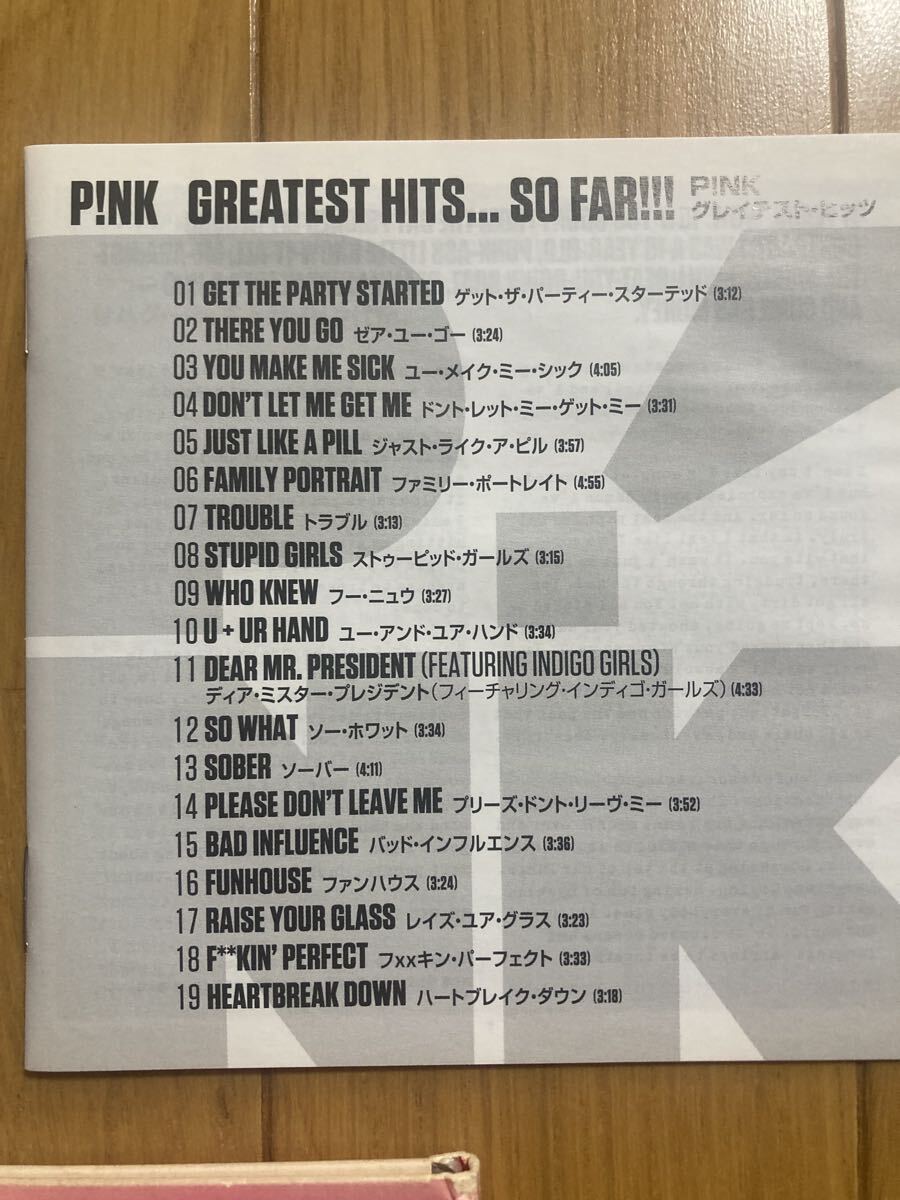 P!NK GREATEST HITS... SO FAR!!! P!NK
グレイテスト・ヒッツ
01 GET THE PARTY STARTED ゲット・ザ・パーティー・スターテッド (3:12)
02 THERE YOU GO ゼア・ユー・ゴー (3:24)
03 YOU MAKE ME SICK ユー・メイク・ミー・シック (4:05)
04 DON'T LET ME GET ME ドント・レット・ミー・ゲット・ミー (3:31)
05 JUST LIKE A PILL ジャスト・ライク・ア・ピル (3:57)
06 FAMILY PORTRAIT ファミリー・ポートレイト (4:55)
07 TROUBLE トラブル (3:13)
08 STUPID GIRLS ストゥーピッド・ガールズ (3:15)
09 WHO KNEW フー・ニュウ (3:27)
10 U + UR HAND ユー・アンド・ユア・ハンド (3:34)
11 DEAR MR. PRESIDENT (FEATURING INDIGO GIRLS)
ディア・ミスター・プレジデント(フィーチャリング・インディゴ・ガールズ) (4:33)
12 SO WHAT ソー・ホワット (3:34)
13 SOBER ソーバー (4:11)
14 PLEASE DON'T LEAVE ME プリーズ・ドント・リーヴ・ミー (3:52)
15 BAD INFLUENCE バッド・インフルエンス (3:36)
16 FUNHOUSE ファンハウス (3:24)
17 RAISE YOUR GLASS レイズ・ユア・グラス (3:23)
18 F**KIN' PERFECT フxxキン・パーフェクト (3:33)
19 HEARTBREAK DOWN ハートブレイク・ダウン (3:18)
P!NK